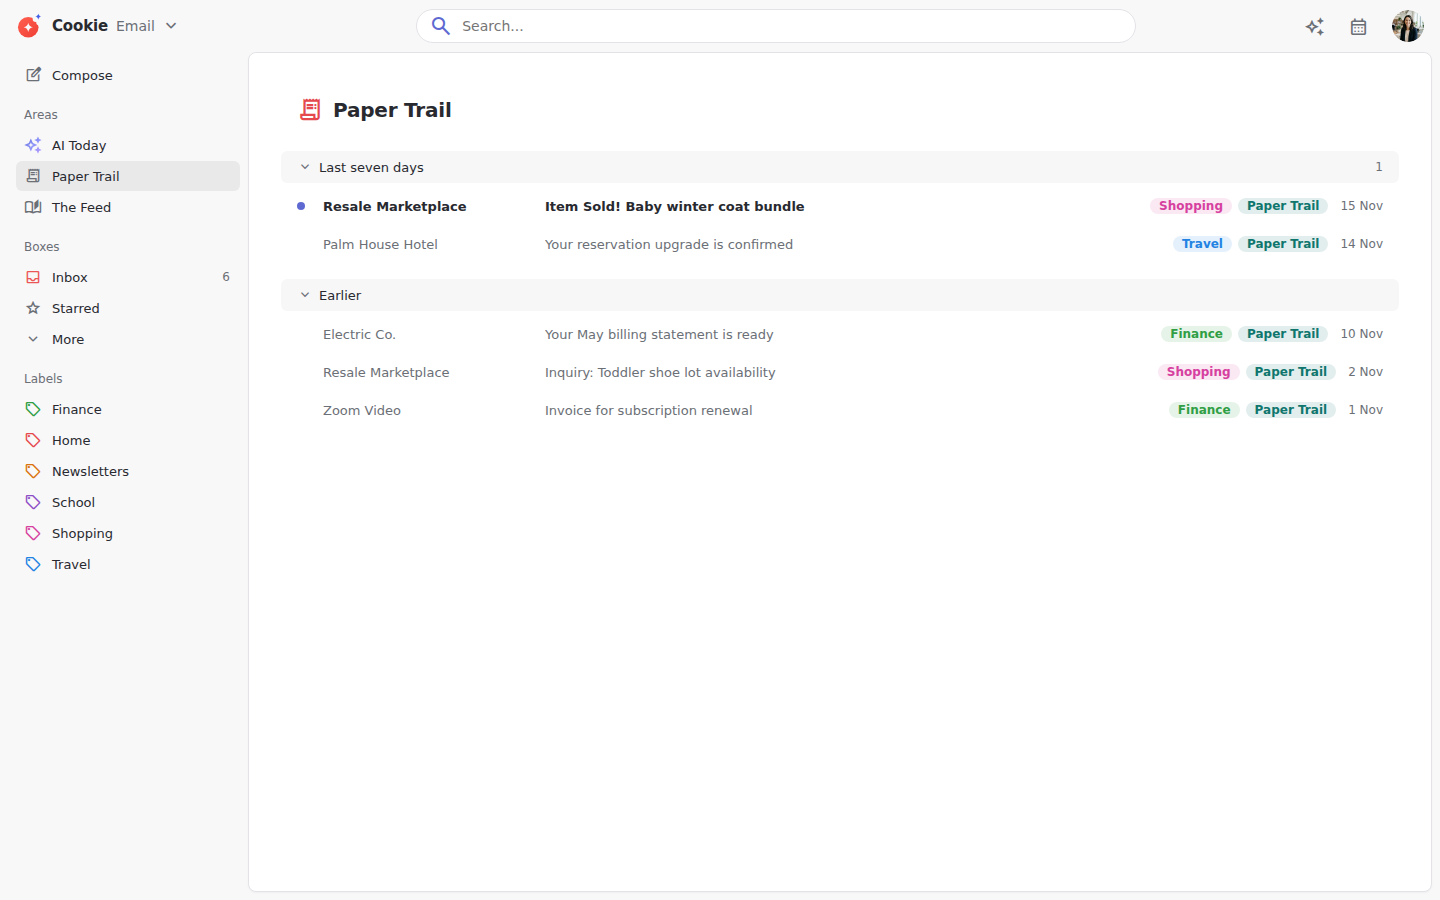 Cookie Email
Search...
Compose
Areas
AI Today
Paper Trail
The Feed
Boxes
Inbox 6
Starred
More
Labels
Finance
Home
Newsletters
School
Shopping
Travel
Paper Trail
Last seven days 1
Resale Marketplace Item Sold! Baby winter coat bundle Shopping Paper Trail 15 Nov
Palm House Hotel Your reservation upgrade is confirmed Travel Paper Trail 14 Nov
Earlier
Electric Co. Your May billing statement is ready Finance Paper Trail 10 Nov
Resale Marketplace Inquiry: Toddler shoe lot availability Shopping Paper Trail 2 Nov
Zoom Video Invoice for subscription renewal Finance Paper Trail 1 Nov